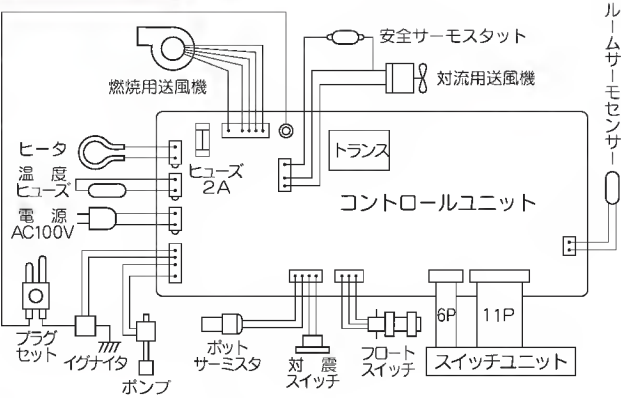 ルームサーモセンサー
安全サーモスタット
対流用送風機
燃焼用送風機
ヒータ
温度
ヒューズ
電源
AC100V
ヒューズ
2A
トランス
コントロールユニット
プラグ
セット
イグナイタ
ポンプ
ポット
サーミスタ
対震
スイッチ
フロート
スイッチ
6P
11P
スイッチユニット